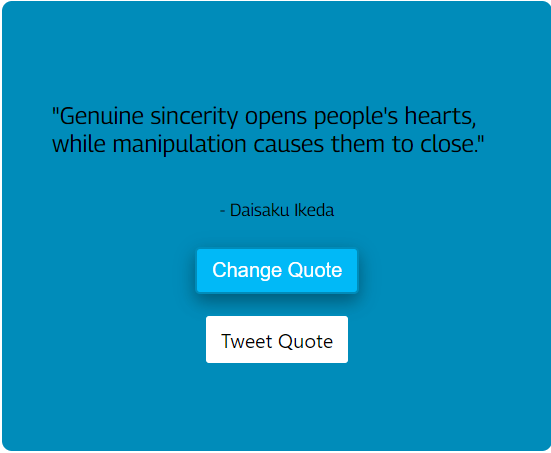 "Genuine sincerity opens people's hearts,
while manipulation causes them to close."
- Daisaku Ikeda
Change Quote
Tweet Quote